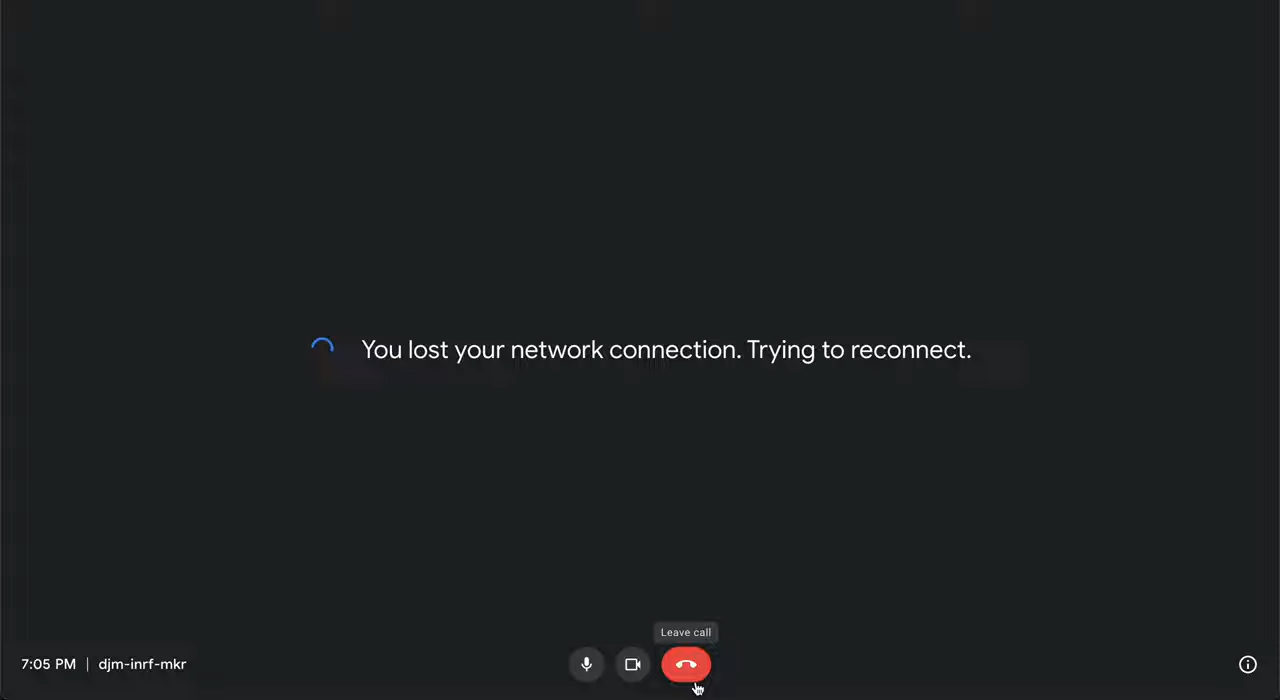 You lost your network connection. Trying to reconnect.
Leave call
7:05 PM | djm-inrf-mkr